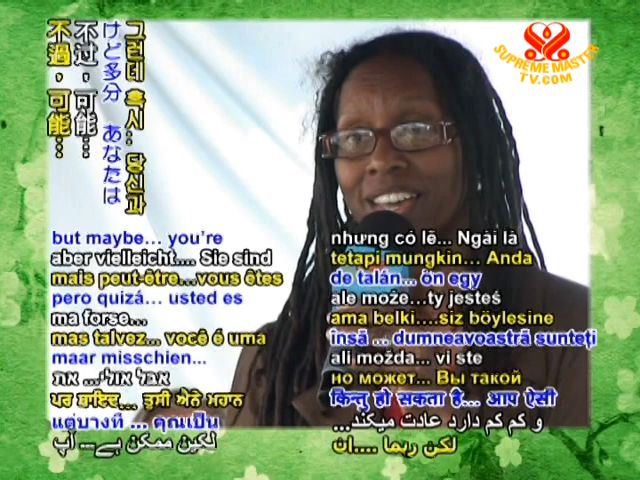 SUPREME MASTER
TV.COM
不過，可能…
不过，可能…
けど多分 あなたは
그런데 혹시… 당신과
but maybe… you're
aber vielleicht.... Sie sind
mais peut-être...vous êtes
pero quizá… usted es
ma forse...
mas talvez... você é uma
maar misschien...
אבל אולי... את
ਪਰ ਸ਼ਾਇਦ... ਤੁਸੀ ਐਨੇ ਮਹਾਨ
แต่บางที ... คุณเป็น
لیکن ممکن ہے... آپ
nhưng có lẽ... Ngài là
tetapi mungkin… Anda
de talán... ön egy
ale może...ty jesteś
ama belki....siz böylesine
însă ... dumneavoastră sunteţi
ali možda... vi ste
но может... Вы такой
किन्तु हो सकता है... आप ऐसी
و کم کم دارد عادت میکند...
لكن ربما ....ان